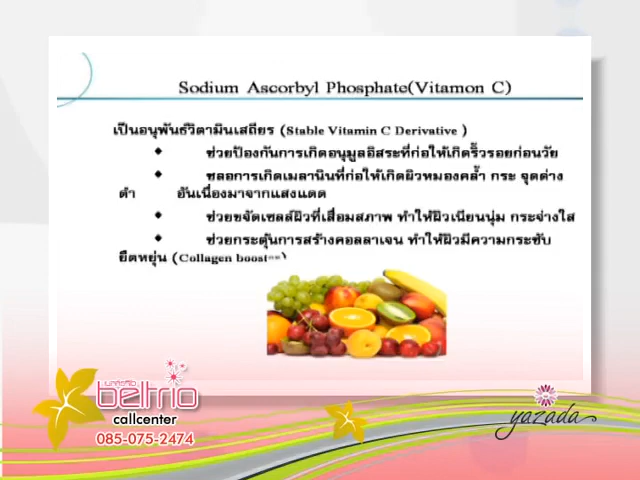 Sodium Ascorbyl Phosphate(Vitamon C)
เป็นอนุพันธ์วิตามินเสถียร (Stable Vitamin C Derivative )
◆ ช่วยป้องกันการเกิดอนุมูลอิสระที่ก่อให้เกิดริ้วรอยก่อนวัย
◆ ชลอการเกิดเมลานินที่ก่อให้เกิดผิวหมองคล้ำ กระ จุดด่าง
ดำ อันเนื่องมาจากแสงแดด
◆ ช่วยขจัดเซลล์ผิวที่เสื่อมสภาพ ทำให้ผิวเนียนนุ่ม กระจ่างใส
◆ ช่วยกระตุ้นการสร้างคอลลาเจน ทำให้ผิวมีความกระชับ
ยืดหยุ่น (Collagen
beltrio
callcenter
085-075-2474
yazada